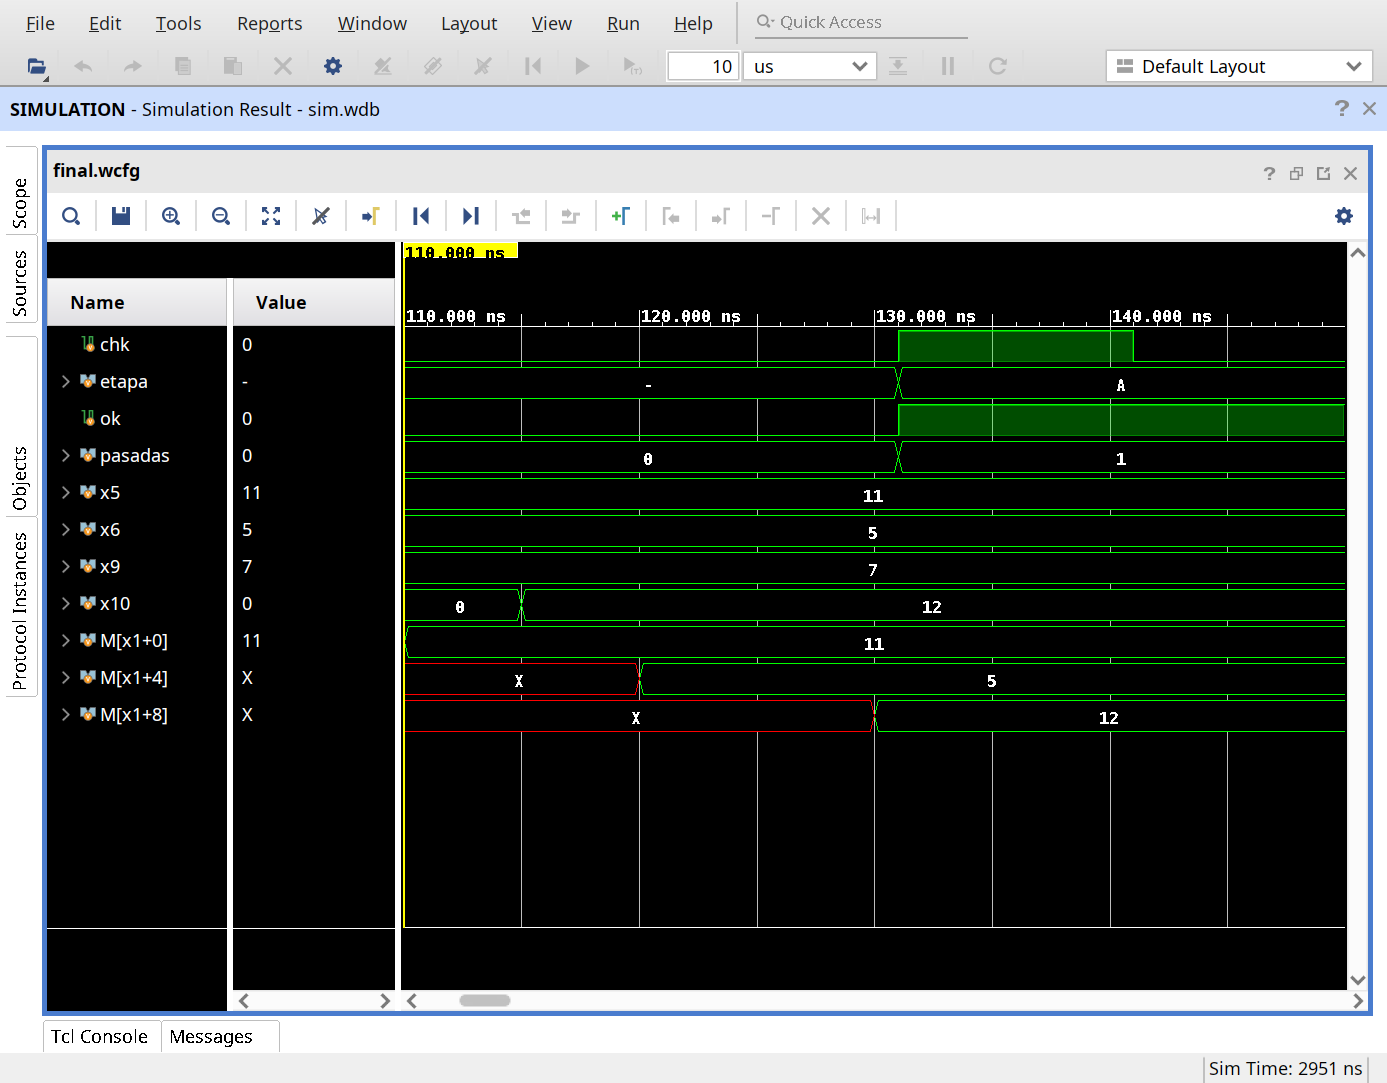 File Edit Tools Reports Window Layout View Run Help Quick Access
10 us Default Layout
SIMULATION - Simulation Result - sim.wdb
Scope
Sources
Objects
Protocol Instances
final.wcfg
110.000 ns
Name Value
110.000 ns 120.000 ns 130.000 ns 140.000 ns
chk 0
etapa - - A
ok 0
pasadas 0 0 1
x5 11 11
x6 5 5
x9 7 7
x10 0 0 12
M[x1+0] 11 11
M[x1+4] X X 5
M[x1+8] X X 12
Tcl Console Messages
Sim Time: 2951 ns